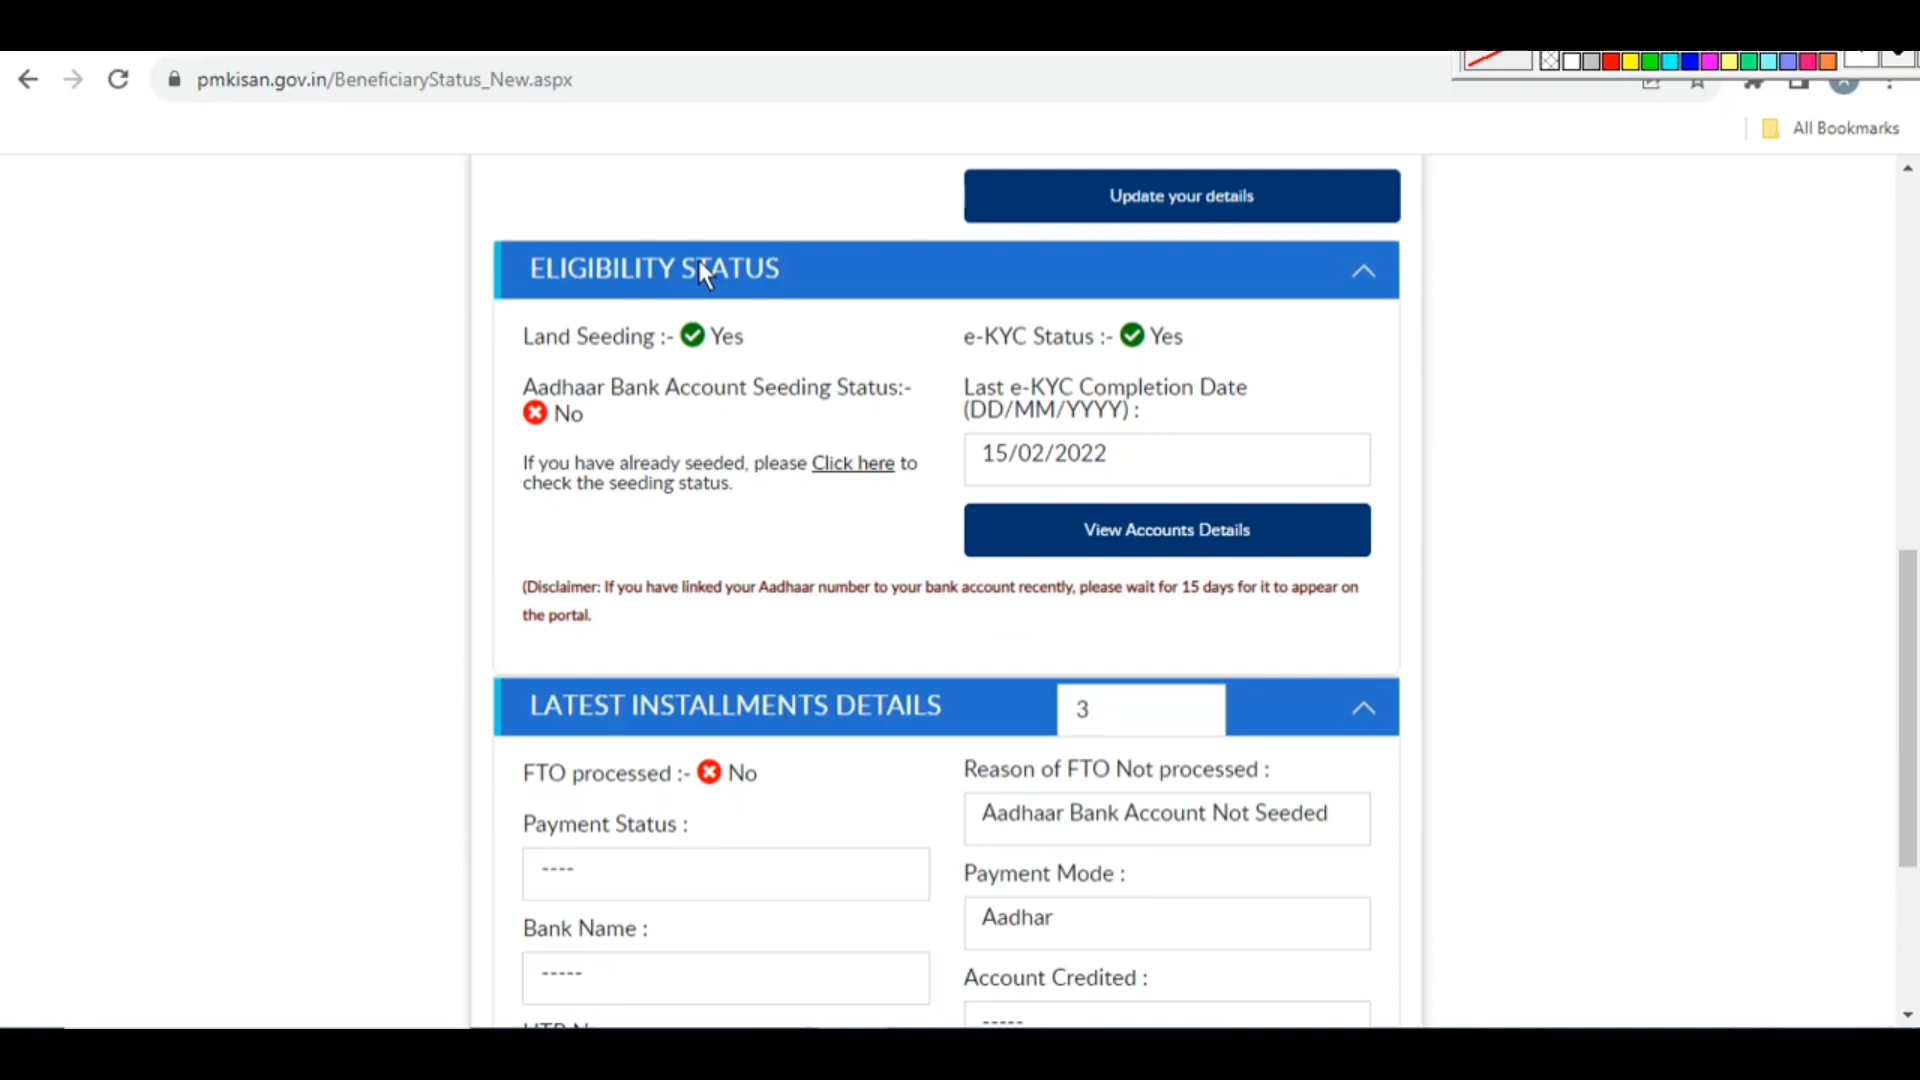 pmkisan.gov.in/BeneficiaryStatus_New.aspx
All Bookmarks
Update your details
ELIGIBILITY STATUS
Land Seeding :- Yes
e-KYC Status :- Yes
Aadhaar Bank Account Seeding Status:-
No
Last e-KYC Completion Date
(DD/MM/YYYY) :
15/02/2022
If you have already seeded, please Click here to
check the seeding status.
View Accounts Details
(Disclaimer: If you have linked your Aadhaar number to your bank account recently, please wait for 15 days for it to appear on
the portal.
LATEST INSTALLMENTS DETAILS
3
FTO processed :- No
Reason of FTO Not processed :
Aadhaar Bank Account Not Seeded
Payment Status :
----
Payment Mode :
Aadhar
Bank Name :
-----
Account Credited :
-----